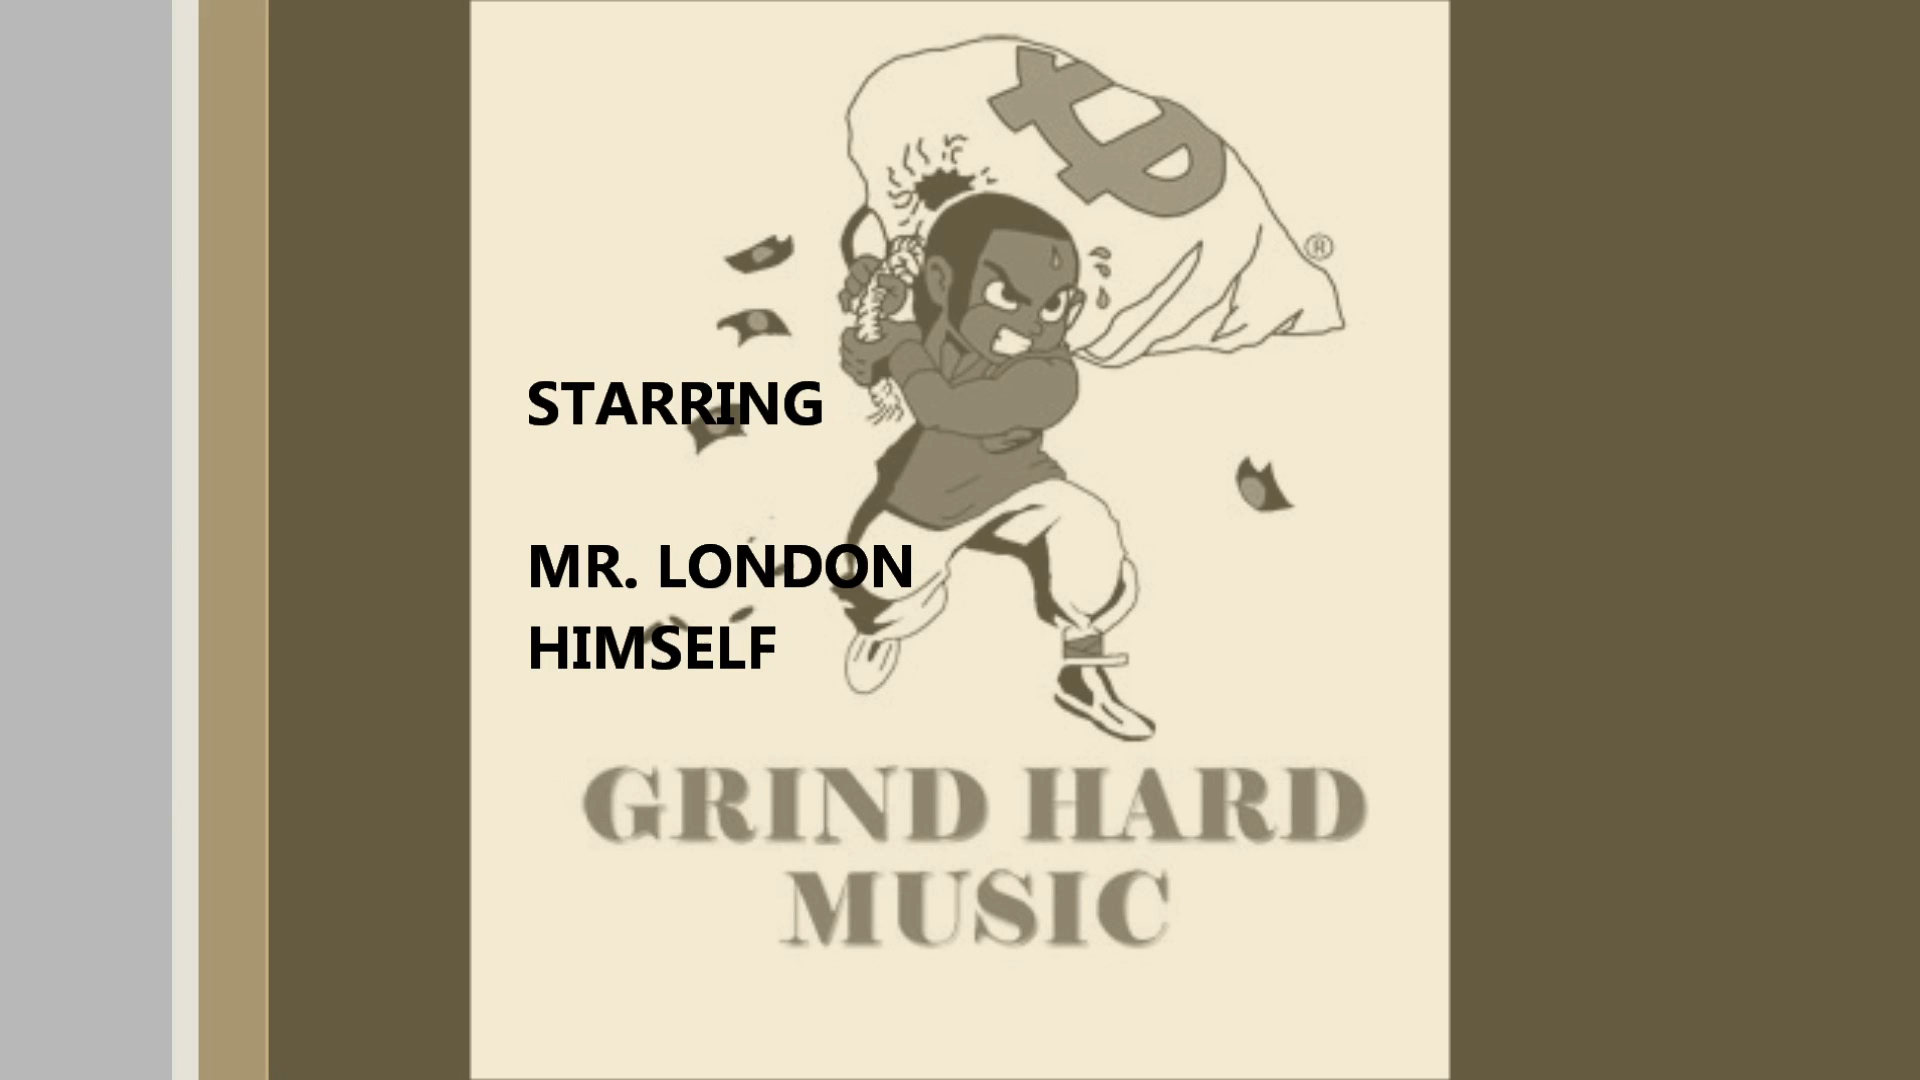 ®
STARRING
MR. LONDON
HIMSELF
GRIND HARD
MUSIC